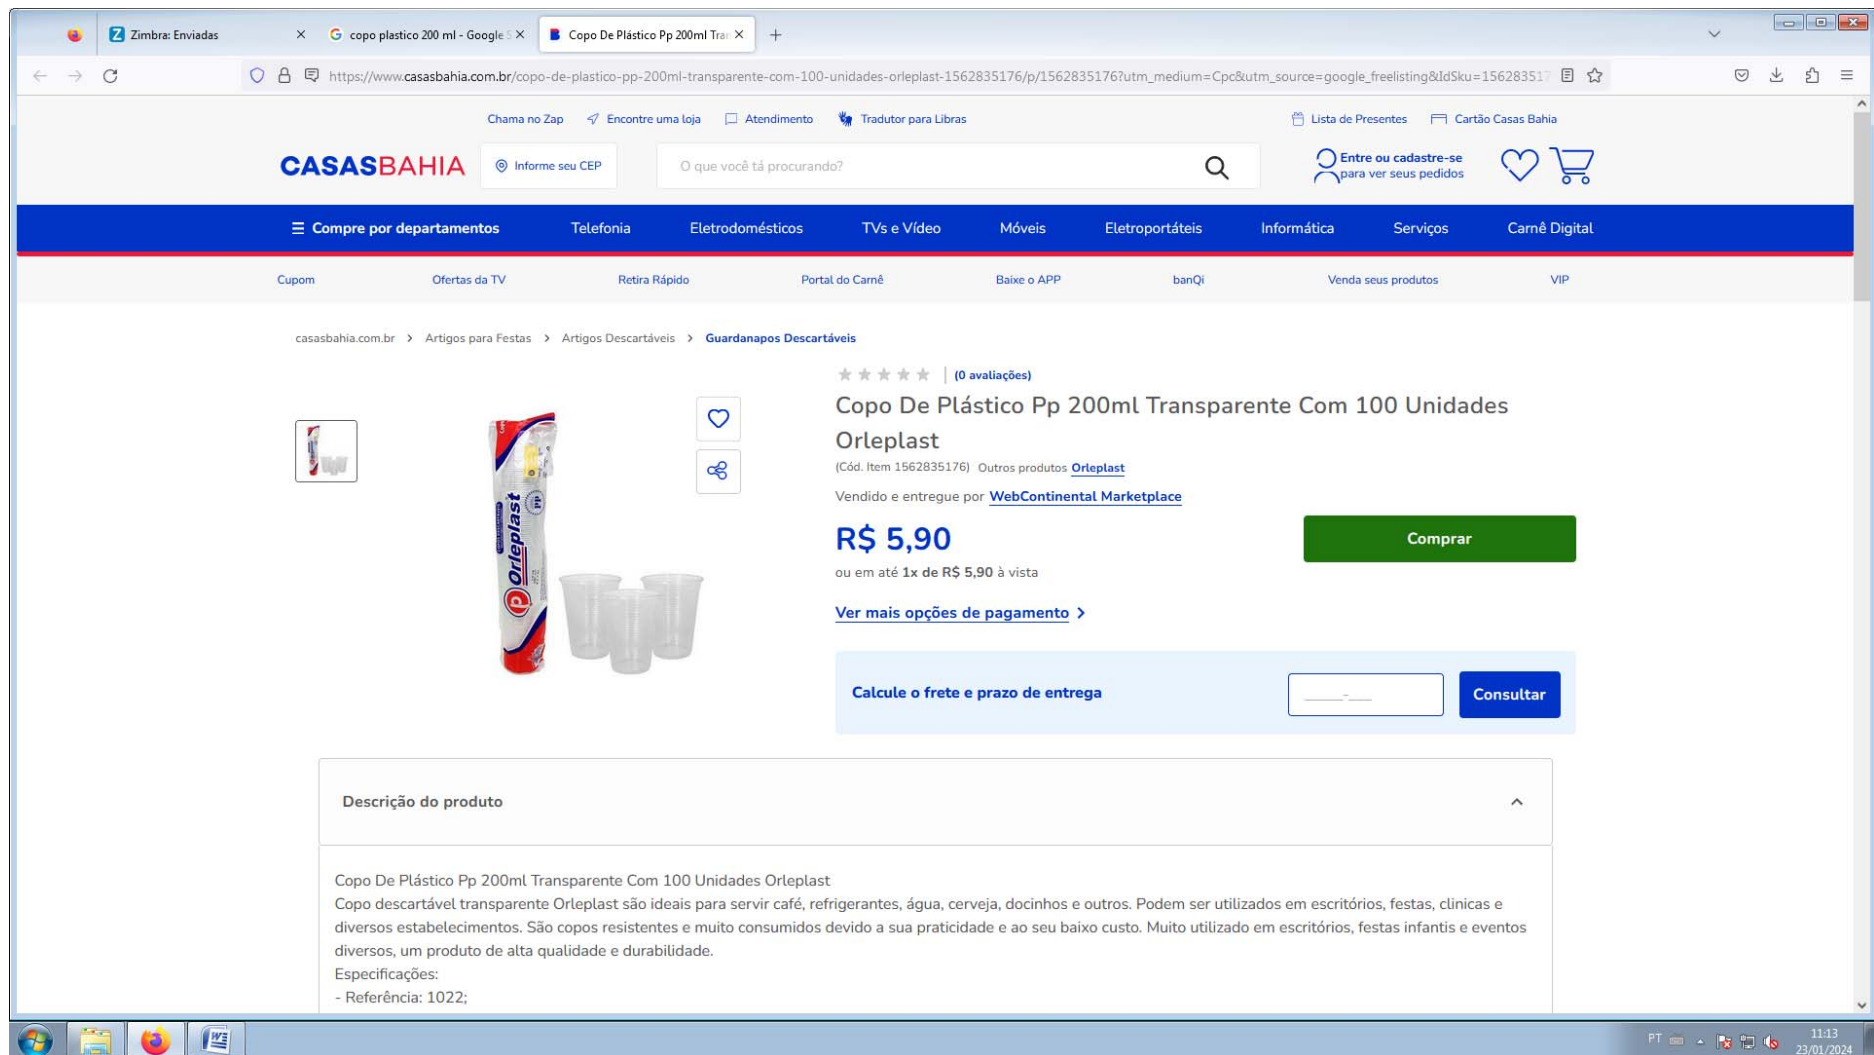 Zimbra: Enviadas
copo plastico 200 ml - Google S
Copo De Plástico Pp 200ml Tran
https://www.casasbahia.com.br/copo-de-plastico-pp-200ml-transparente-com-100-unidades-orleplast-1562835176/p/1562835176?utm_medium=Cpc&utm_source=google_freelisting&IdSku=156283517
Chama no Zap Encontre uma loja Atendimento Tradutor para Libras Lista de Presentes Cartão Casas Bahia
CASASBAHIA Informe seu CEP O que você tá procurando? Entre ou cadastre-se
para ver seus pedidos
Compre por departamentos Telefonia Eletrodomésticos TVs e Vídeo Móveis Eletroportáteis Informática Serviços Carnê Digital
Cupom Ofertas da TV Retira Rápido Portal do Carnê Baixe o APP banQi Venda seus produtos VIP
casasbahia.com.br > Artigos para Festas > Artigos Descartáveis > Guardanapos Descartáveis
(0 avaliações)
Copo De Plástico Pp 200ml Transparente Com 100 Unidades
Orleplast
(Cód. Item 1562835176) Outros produtos Orleplast
Vendido e entregue por WebContinental Marketplace
Orleplast
PP
R$ 5,90
Comprar
ou em até 1x de R$ 5,90 à vista
Ver mais opções de pagamento >
Calcule o frete e prazo de entrega _____-___ Consultar
Descrição do produto
Copo De Plástico Pp 200ml Transparente Com 100 Unidades Orleplast
Copo descartável transparente Orleplast são ideais para servir café, refrigerantes, água, cerveja, docinhos e outros. Podem ser utilizados em escritórios, festas, clinicas e
diversos estabelecimentos. São copos resistentes e muito consumidos devido a sua praticidade e ao seu baixo custo. Muito utilizado em escritórios, festas infantis e eventos
diversos, um produto de alta qualidade e durabilidade.
Especificações:
- Referência: 1022;
PT
11:13
23/01/2024